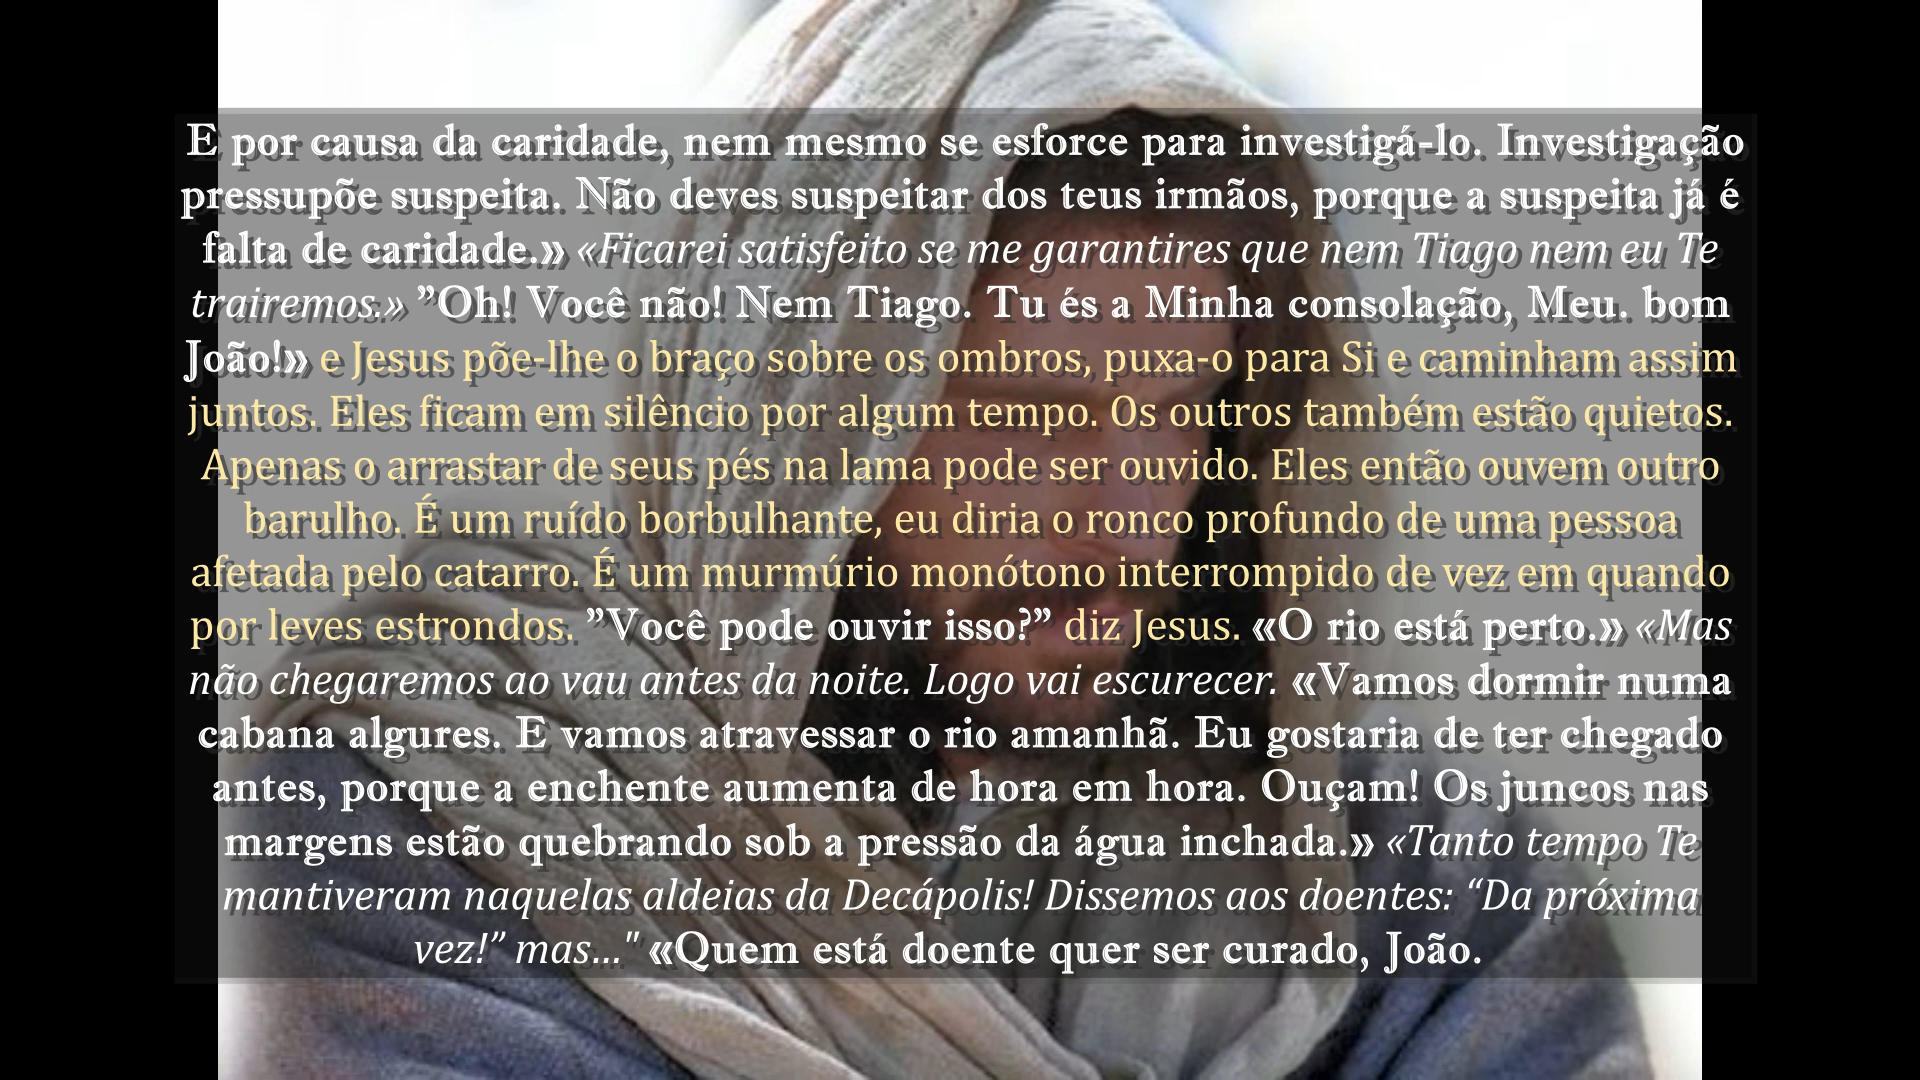 E por causa da caridade, nem mesmo se esforce para investigá-lo. Investigação
pressupõe suspeita. Não deves suspeitar dos teus irmãos, porque a suspeita já é
falta de caridade.» «Ficarei satisfeito se me garantires que nem Tiago nem eu Te
trairemos.» ”Oh! Você não! Nem Tiago. Tu és a Minha consolação, Meu. bom
João!» e Jesus põe-lhe o braço sobre os ombros, puxa-o para Si e caminham assim
juntos. Eles ficam em silêncio por algum tempo. Os outros também estão quietos.
Apenas o arrastar de seus pés na lama pode ser ouvido. Eles então ouvem outro
barulho. É um ruído borbulhante, eu diria o ronco profundo de uma pessoa
afetada pelo catarro. É um murmúrio monótono interrompido de vez em quando
por leves estrondos. ”Você pode ouvir isso?” diz Jesus. «O rio está perto.» «Mas
não chegaremos ao vau antes da noite. Logo vai escurecer. «Vamos dormir numa
cabana algures. E vamos atravessar o rio amanhã. Eu gostaria de ter chegado
antes, porque a enchente aumenta de hora em hora. Ouçam! Os juncos nas
margens estão quebrando sob a pressão da água inchada.» «Tanto tempo Te
mantiveram naquelas aldeias da Decápolis! Dissemos aos doentes: “Da próxima
vez!” mas..." «Quem está doente quer ser curado, João.